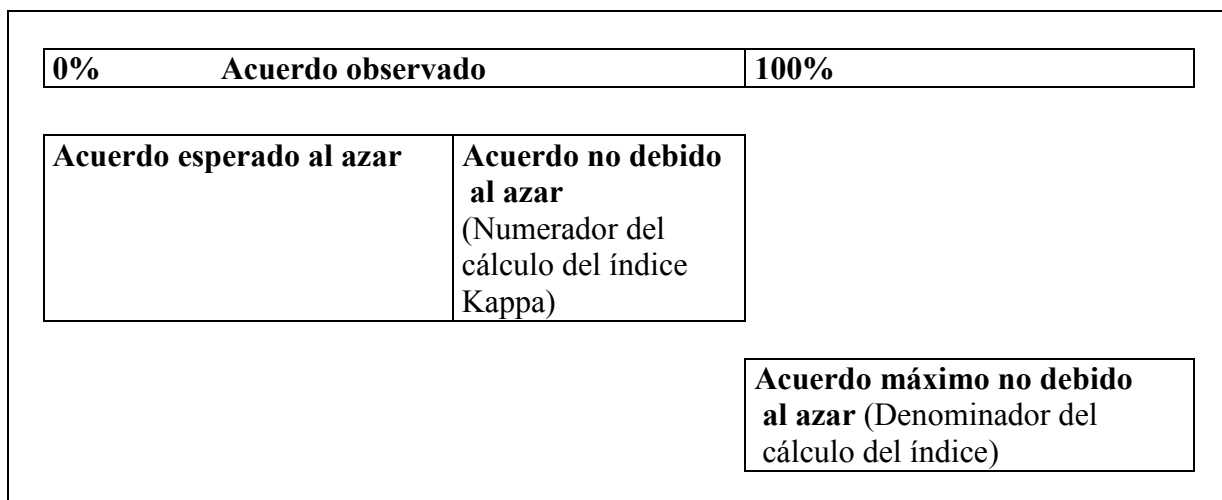 0% Acuerdo observado 100%
Acuerdo esperado al azar
Acuerdo no debido
al azar
(Numerador del
cálculo del índice
Kappa)
Acuerdo máximo no debido
al azar (Denominador del
cálculo del índice)